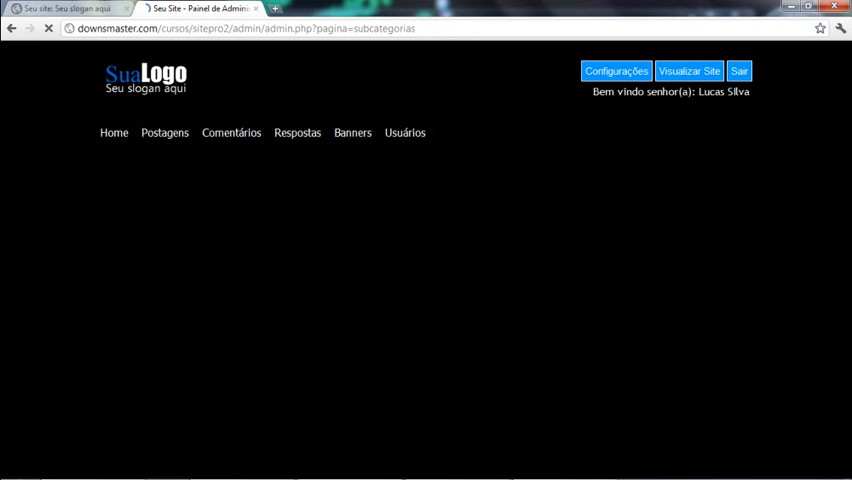 Seu site: Seu slogan aqui
Seu Site - Painel de Adminis
downsmaster.com/cursos/sitepro2/admin/admin.php?pagina=subcategorias
SuaLogo
Seu slogan aqui
Configurações Visualizar Site Sair
Bem vindo senhor(a): Lucas Silva
Home Postagens Comentários Respostas Banners Usuários